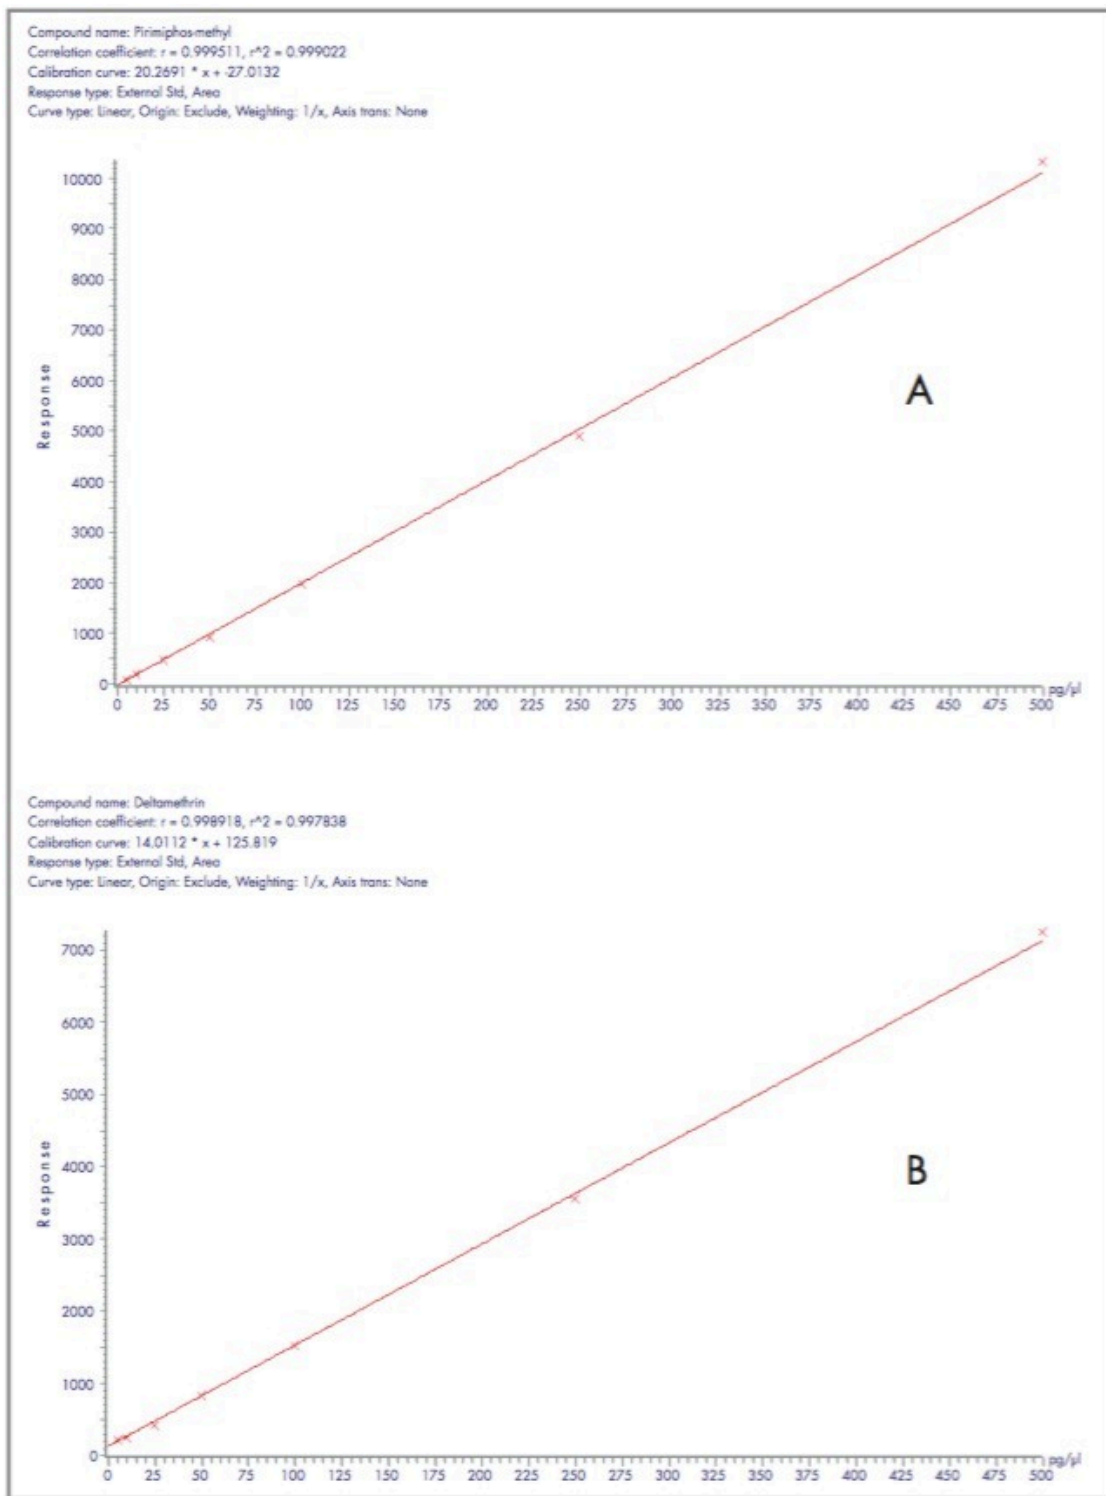 Compound name: Pirimiphos-methyl
Correlation coefficient: r = 0.999511, r^2 = 0.999022
Calibration curve: 20.2691 * x + -27.0132
Response type: External Std, Area
Curve type: Linear, Origin: Exclude, Weighting: 1/x, Axis trans: None
10000
9000
8000
7000
6000
5000
4000
3000
2000
1000
0
Response
A
0 25 50 75 100 125 150 175 200 225 250 275 300 325 350 375 400 425 450 475 500 pg/µl
Compound name: Deltamethrin
Correlation coefficient: r = 0.998918, r^2 = 0.997838
Calibration curve: 14.0112 * x + 125.819
Response type: External Std, Area
Curve type: Linear, Origin: Exclude, Weighting: 1/x, Axis trans: None
7000
6000
5000
4000
3000
2000
1000
0
Response
B
0 25 50 75 100 125 150 175 200 225 250 275 300 325 350 375 400 425 450 475 500 pg/µl